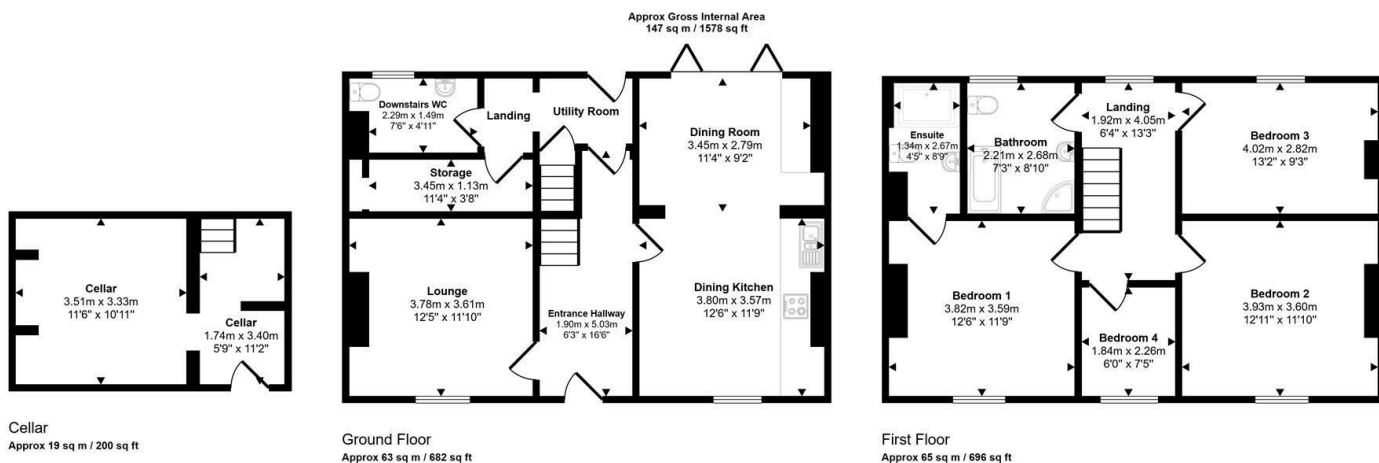 Approx Gross Internal Area
147 sq m / 1578 sq ft
Cellar
3.51m x 3.33m
11'6" x 10'11"
Cellar
1.74m x 3.40m
5'9" x 11'2"
Cellar
Approx 19 sq m / 200 sq ft
Downstairs WC
2.29m x 1.49m
7'6" x 4'11"
Landing
Utility Room
Storage
3.45m x 1.13m
11'4" x 3'8"
Dining Room
3.45m x 2.79m
11'4" x 9'2"
Lounge
3.78m x 3.61m
12'5" x 11'10"
Entrance Hallway
1.90m x 5.03m
6'3" x 16'6"
Dining Kitchen
3.80m x 3.57m
12'6" x 11'9"
Ground Floor
Approx 63 sq m / 682 sq ft
Ensuite
1.34m x 2.67m
4'5" x 8'9"
Bathroom
2.21m x 2.68m
7'3" x 8'10"
Landing
1.92m x 4.05m
6'4" x 13'3"
Bedroom 3
4.02m x 2.82m
13'2" x 9'3"
Bedroom 1
3.82m x 3.59m
12'6" x 11'9"
Bedroom 4
1.84m x 2.26m
6'0" x 7'5"
Bedroom 2
3.93m x 3.60m
12'11" x 11'10"
First Floor
Approx 65 sq m / 696 sq ft